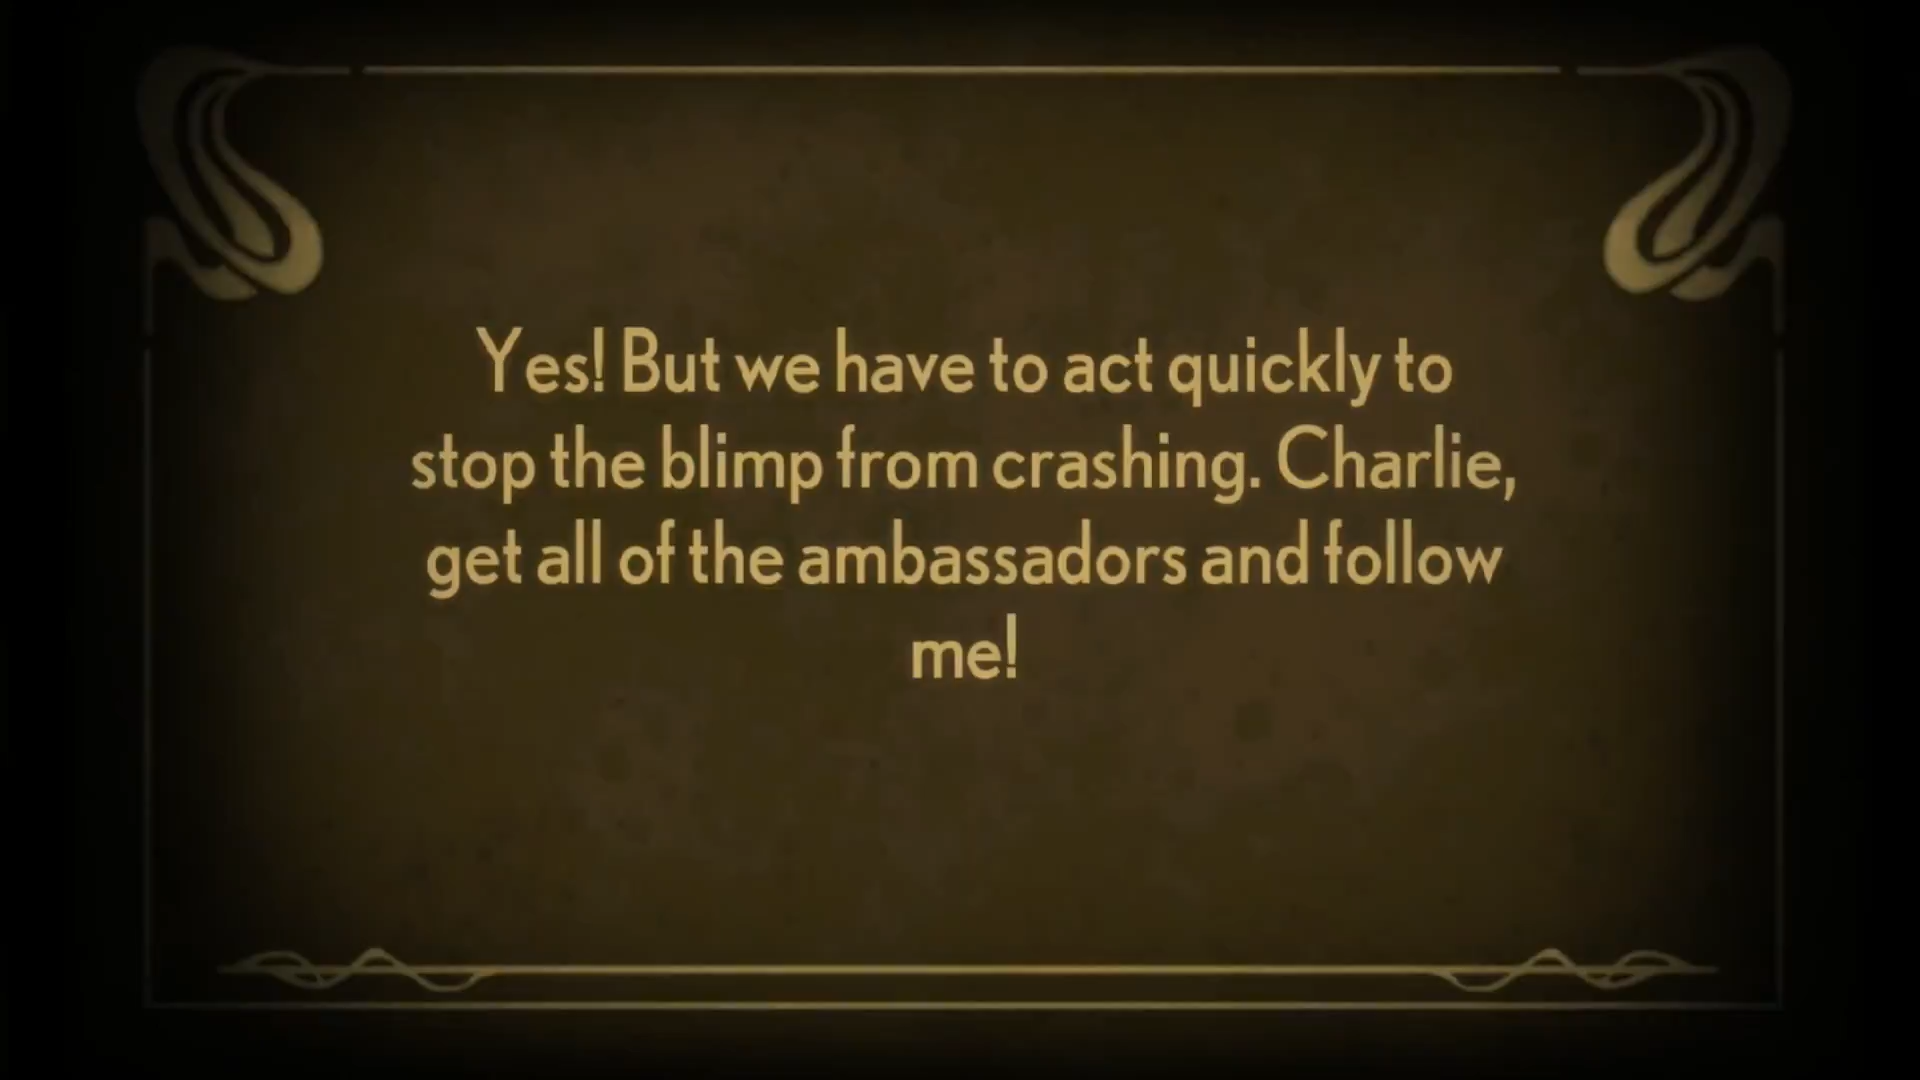 Yes! But we have to act quickly to
stop the blimp from crashing. Charlie,
get all of the ambassadors and follow
me!